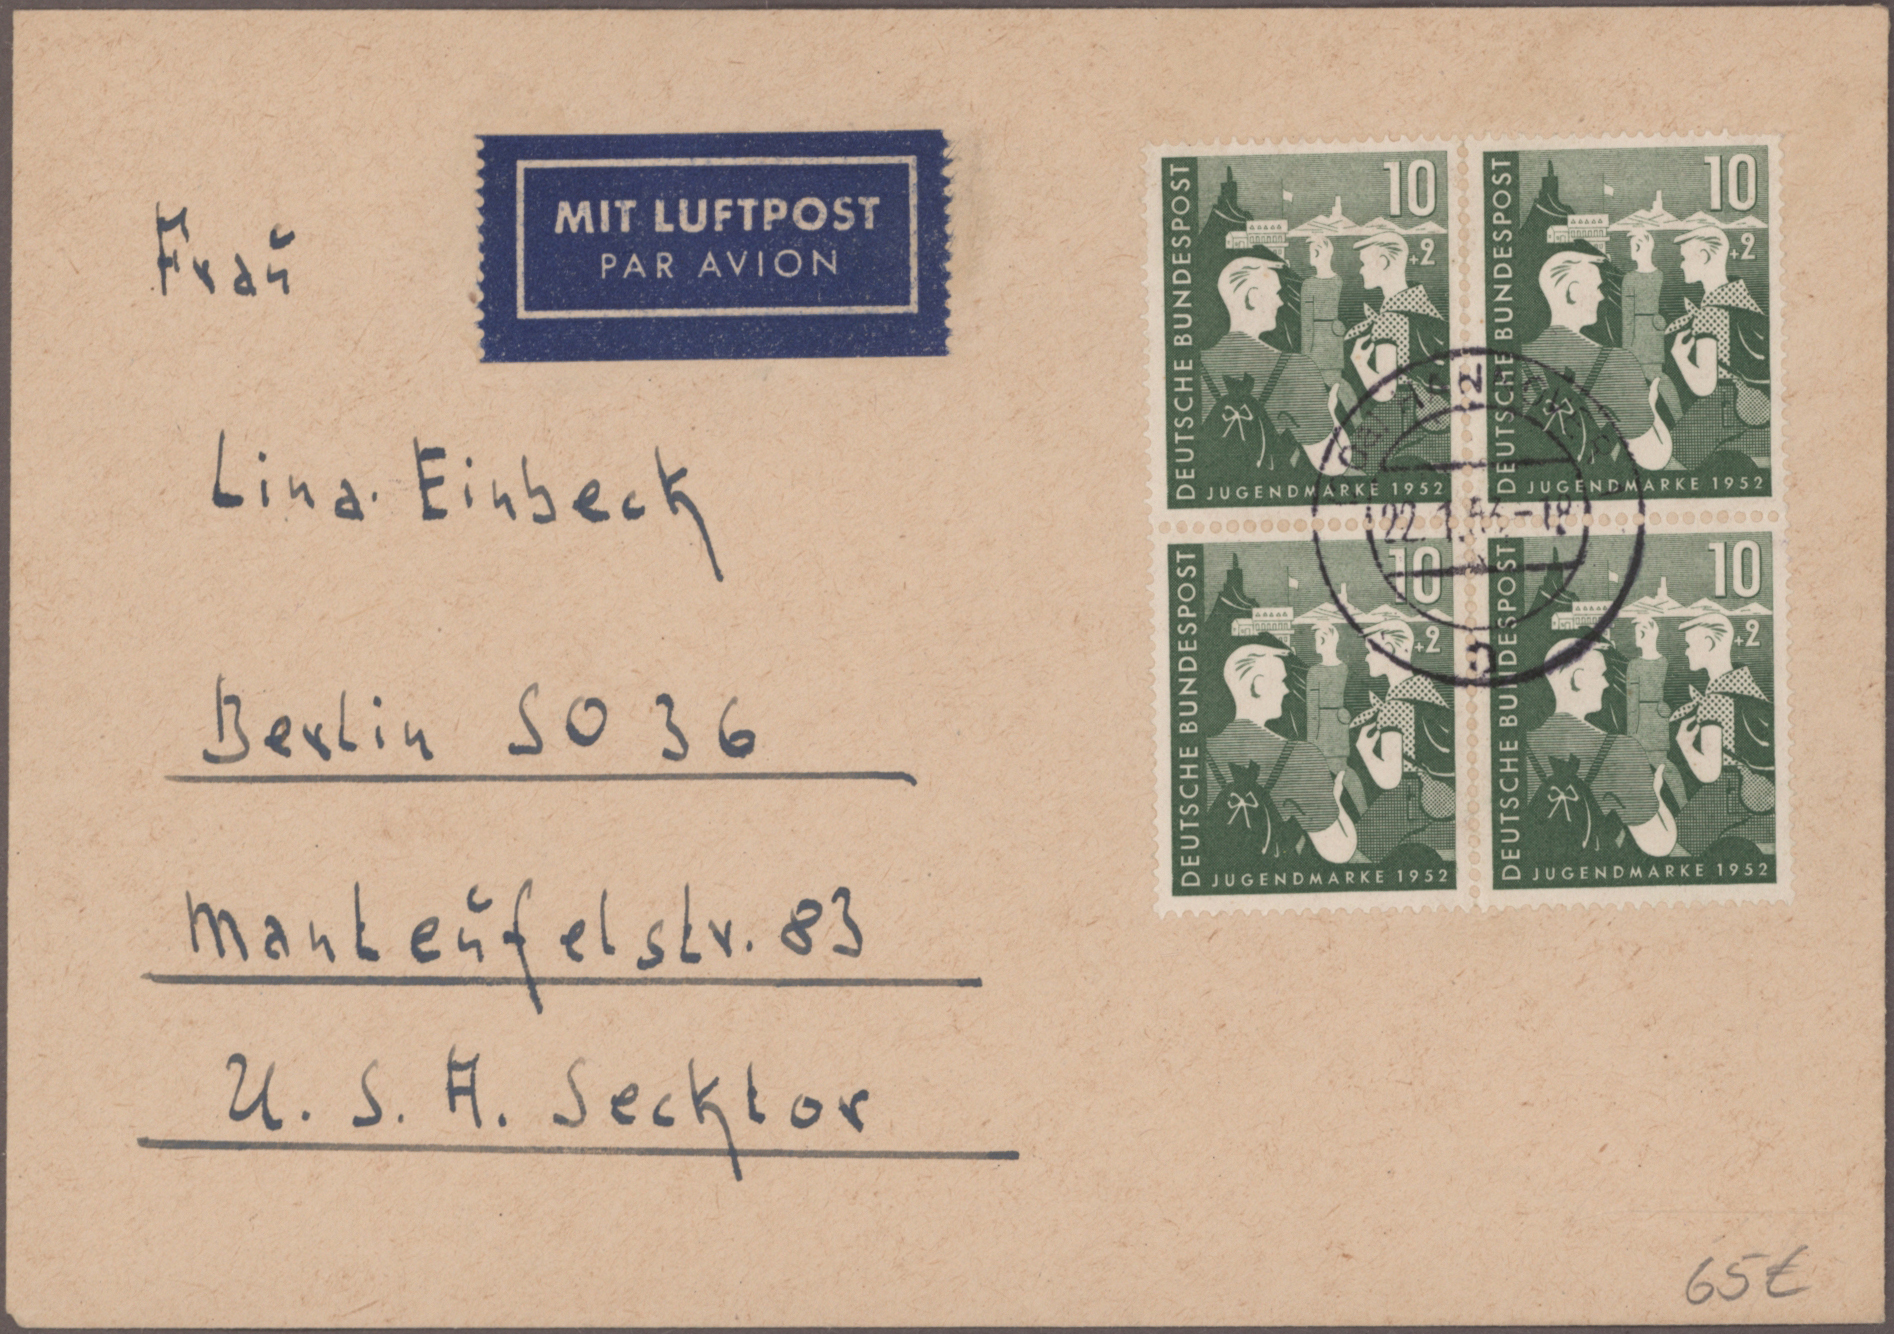 MIT LUFTPOST
PAR AVION
Frau
Lina Einbeck
Berlin SO 36
Manteufelstr. 83
U. S. A. Secktor
DEUTSCHE BUNDESPOST
10
+2
JUGENDMARKE 1952
DEUTSCHE BUNDESPOST
10
+2
JUGENDMARKE 1952
DEUTSCHE BUNDESPOST
10
+2
JUGENDMARKE 1952
DEUTSCHE BUNDESPOST
10
+2
JUGENDMARKE 1952
65€